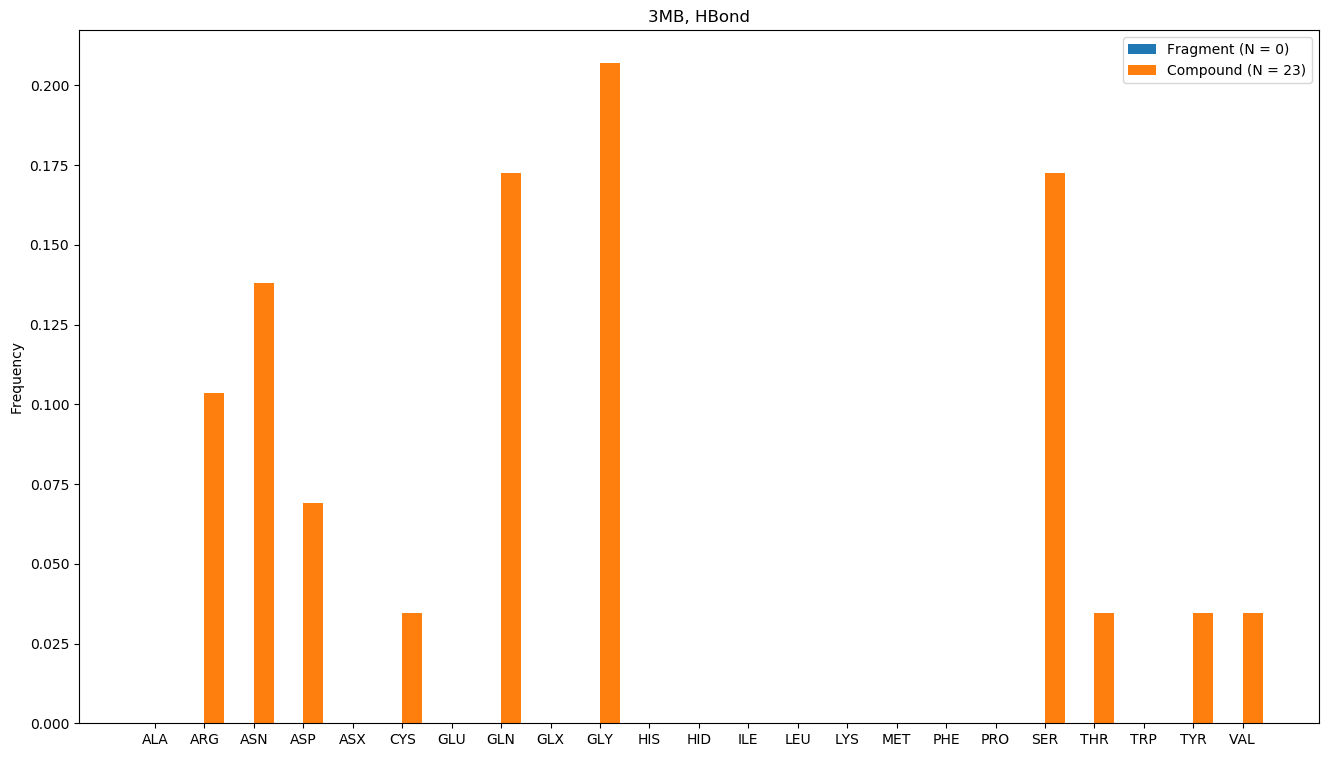 3MB, HBond
Fragment (N = 0)
Compound (N = 23)
Frequency
0.200
0.175
0.150
0.125
0.100
0.075
0.050
0.025
0.000
ALA ARG ASN ASP ASX CYS GLU GLN GLX GLY HIS HID ILE LEU LYS MET PHE PRO SER THR TRP TYR VAL